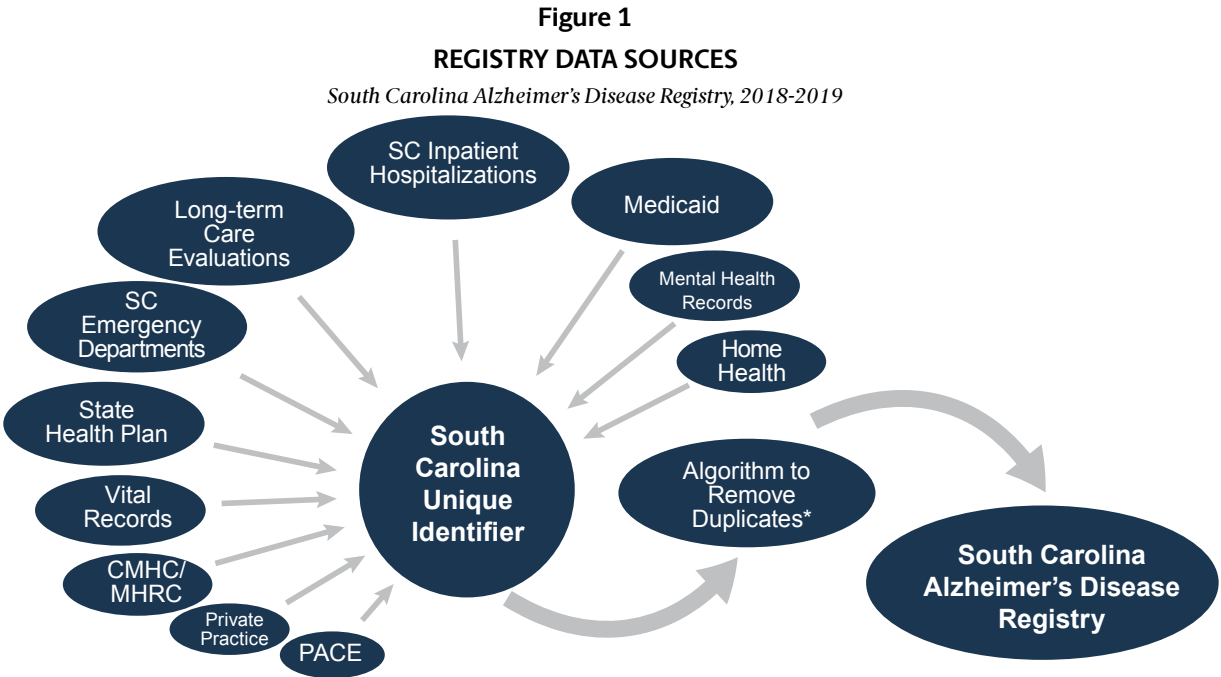 Figure 1
REGISTRY DATA SOURCES
South Carolina Alzheimer's Disease Registry, 2018-2019
SC Inpatient
Hospitalizations
Medicaid
Long-term
Care
Evaluations
Mental Health
Records
SC
Emergency
Departments
Home
Health
State
Health Plan
South
Carolina
Unique
Identifier
Algorithm to
Remove
Duplicates*
Vital
Records
South Carolina
Alzheimer's Disease
Registry
CMHC/
MHRC
Private
Practice
PACE